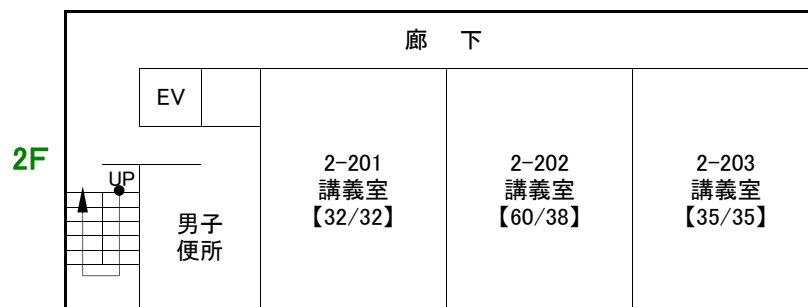 廊 下
EV
2F
UP
男子
便所
2-201
講義室
【32/32】
2-202
講義室
【60/38】
2-203
講義室
【35/35】